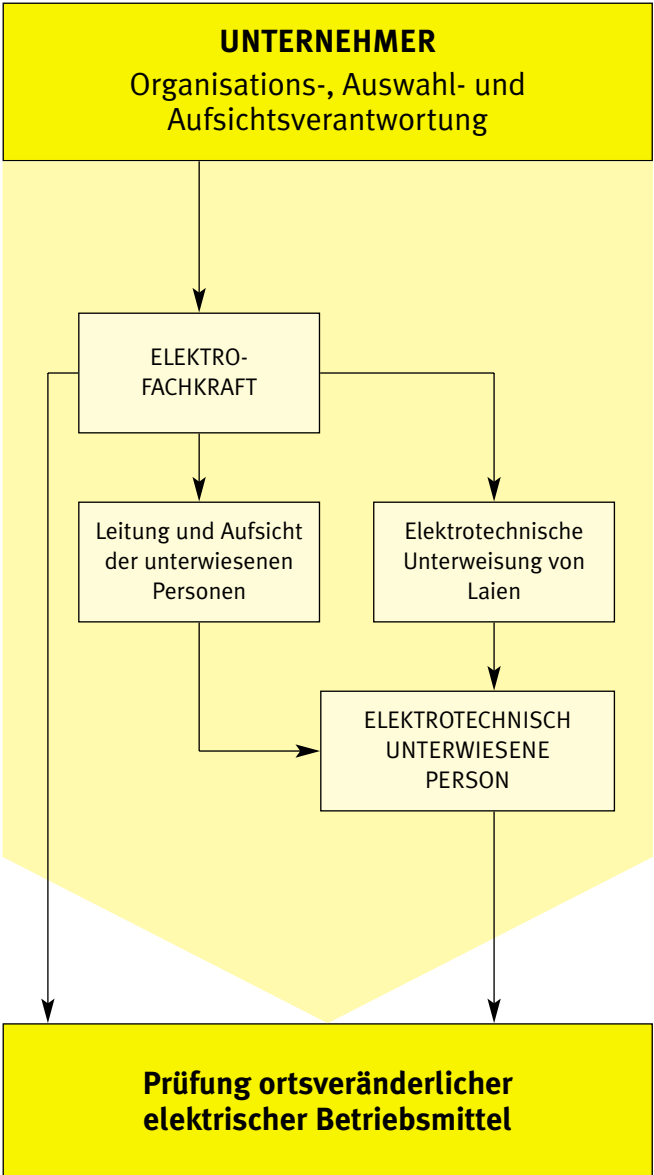 UNTERNEHMER
Organisations-, Auswahl- und
Aufsichtsverantwortung
ELEKTRO-
FACHKRAFT
Leitung und Aufsicht
der unterwiesenen
Personen
Elektrotechnische
Unterweisung von
Laien
ELEKTROTECHNISCH
UNTERWIESENE
PERSON
Prüfung ortsveränderlicher
elektrischer Betriebsmittel